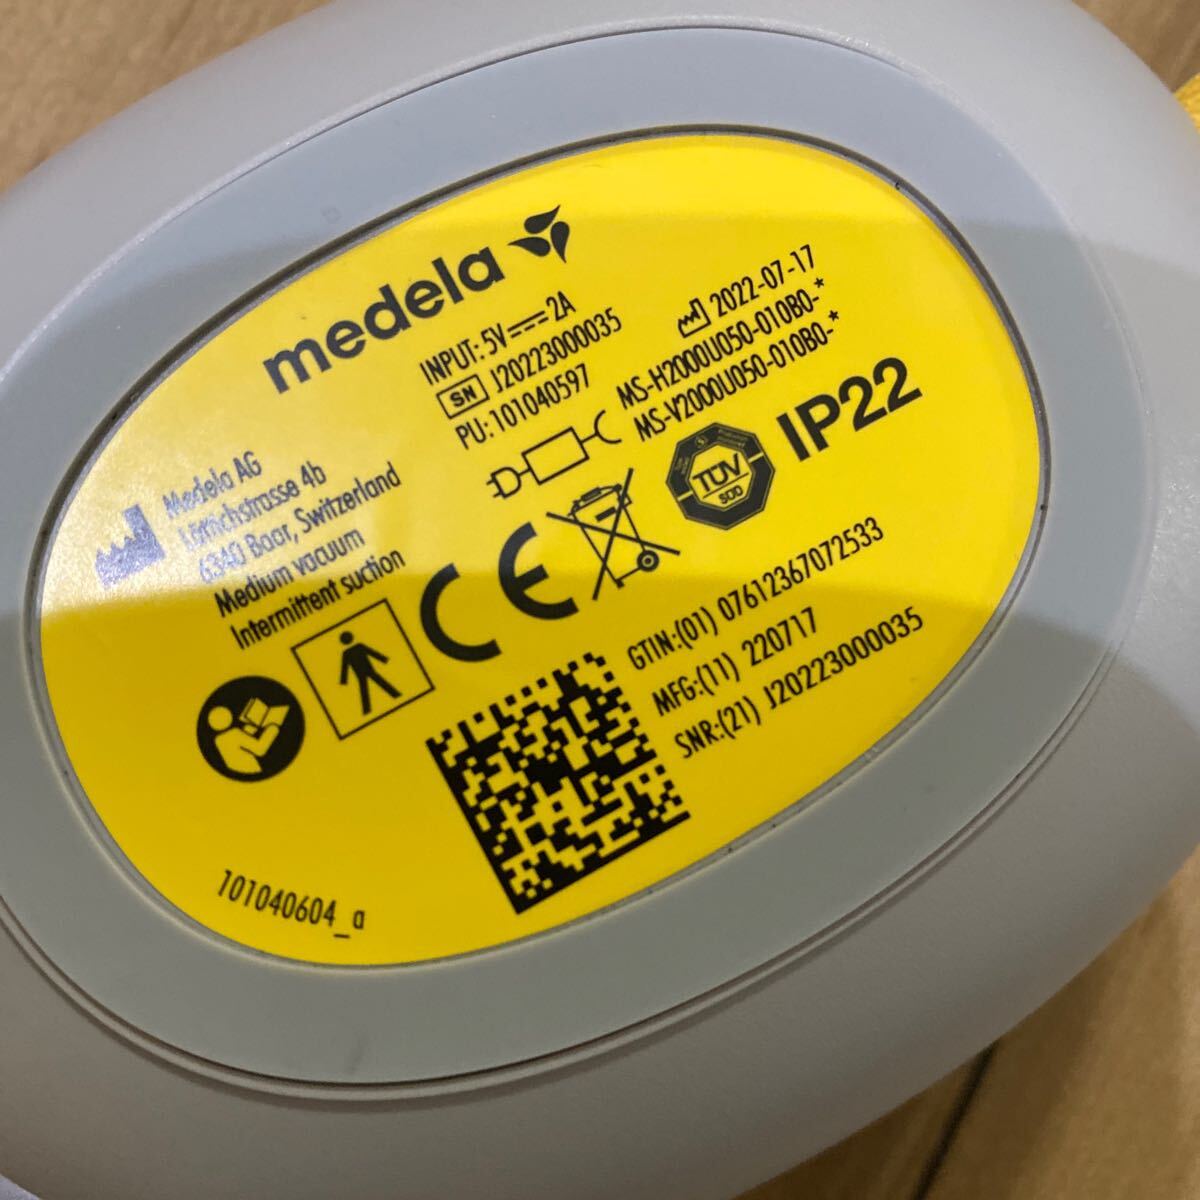 medela
INPUT: 5V 2A
SN J20223000035
PU: 101040597
2022-07-17
MS-H2000U050-010B0-*
MS-V2000U050-010B0-*
Medela AG
Lättichstrasse 4b
6340 Baar, Switzerland
Medium vacuum
Intermittent suction
CE
TÜV
SÜD
IP22
GTIN:(01) 07612367072533
MFG:(11) 220717
SNR:(21) J20223000035
101040604_a